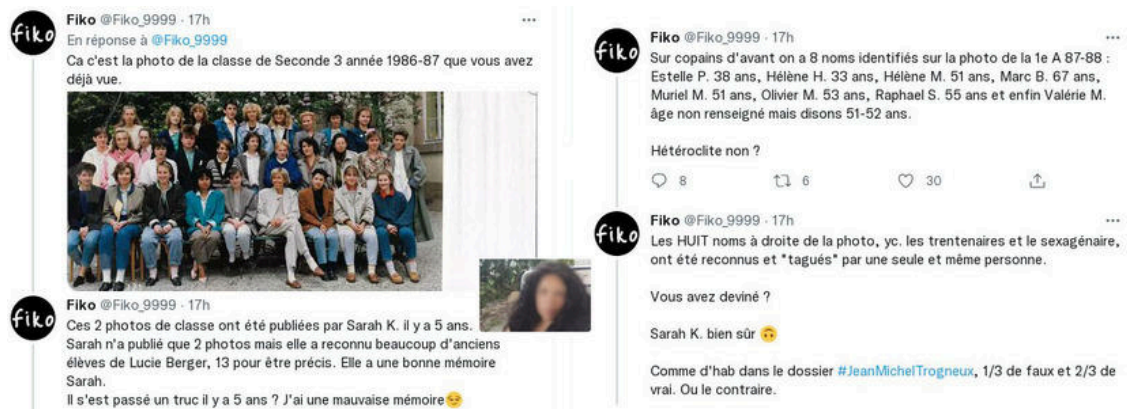 fiko
Fiko @Fiko_9999 · 17h
En réponse à @Fiko_9999
Ca c'est la photo de la classe de Seconde 3 année 1986-87 que vous avez
déjà vue.
fiko
Fiko @Fiko_9999 · 17h
Ces 2 photos de classe ont été publiées par Sarah K. il y a 5 ans.
Sarah n'a publié que 2 photos mais elle a reconnu beaucoup d'anciens
élèves de Lucie Berger, 13 pour être précis. Elle a une bonne mémoire
Sarah.
Il s'est passé un truc il y a 5 ans ? J'ai une mauvaise mémoire😏
fiko
Fiko @Fiko_9999 · 17h
Sur copains d'avant on a 8 noms identifiés sur la photo de la 1e A 87-88 :
Estelle P. 38 ans, Hélène H. 33 ans, Hélène M. 51 ans, Marc B. 67 ans,
Muriel M. 51 ans, Olivier M. 53 ans, Raphael S. 55 ans et enfin Valérie M.
âge non renseigné mais disons 51-52 ans.
Hétéroclite non ?
8 6 30
fiko
Fiko @Fiko_9999 · 17h
Les HUIT noms à droite de la photo, yc. les trentenaires et le sexagénaire,
ont été reconnus et "tagués" par une seule et même personne.
Vous avez deviné ?
Sarah K. bien sûr 🙃
Comme d'hab dans le dossier #JeanMichelTrogneux, 1/3 de faux et 2/3 de
vrai. Ou le contraire.